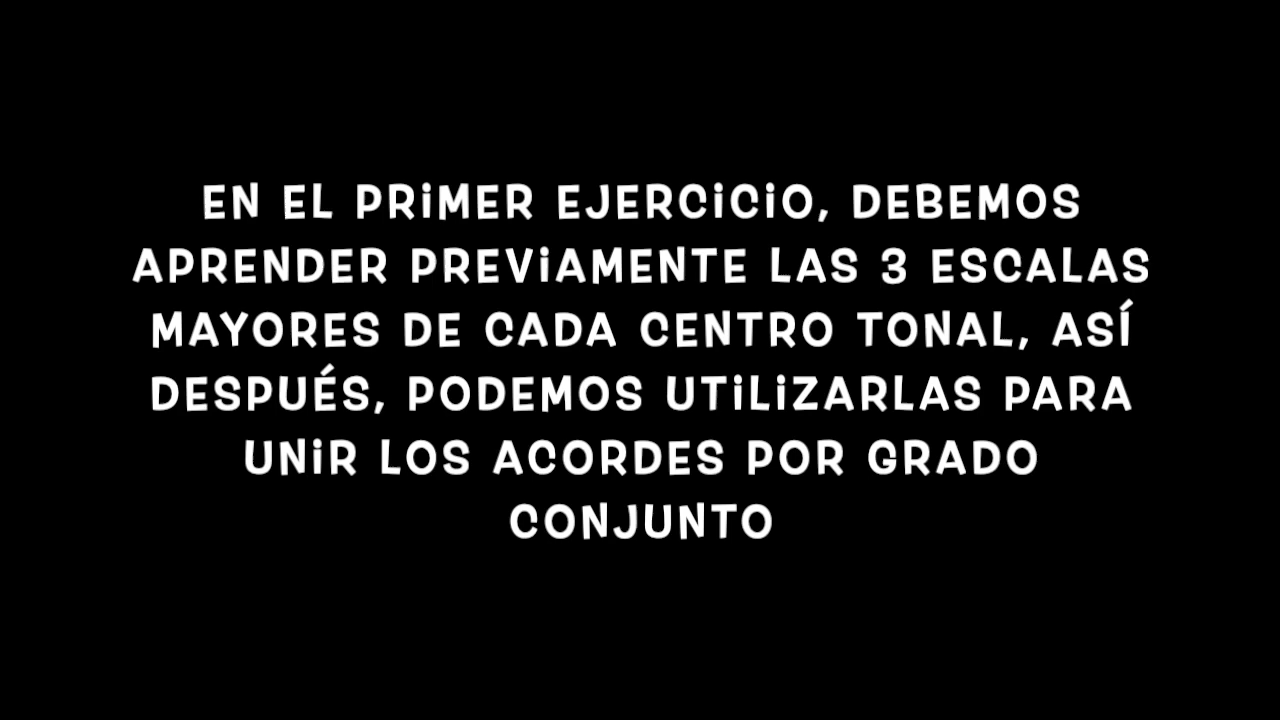 EN EL PRIMER EJERCICIO, DEBEMOS
APRENDER PREVIAMENTE LAS 3 ESCALAS
MAYORES DE CADA CENTRO TONAL, ASÍ
DESPUÉS, PODEMOS UTILIZARLAS PARA
UNIR LOS ACORDES POR GRADO
CONJUNTO